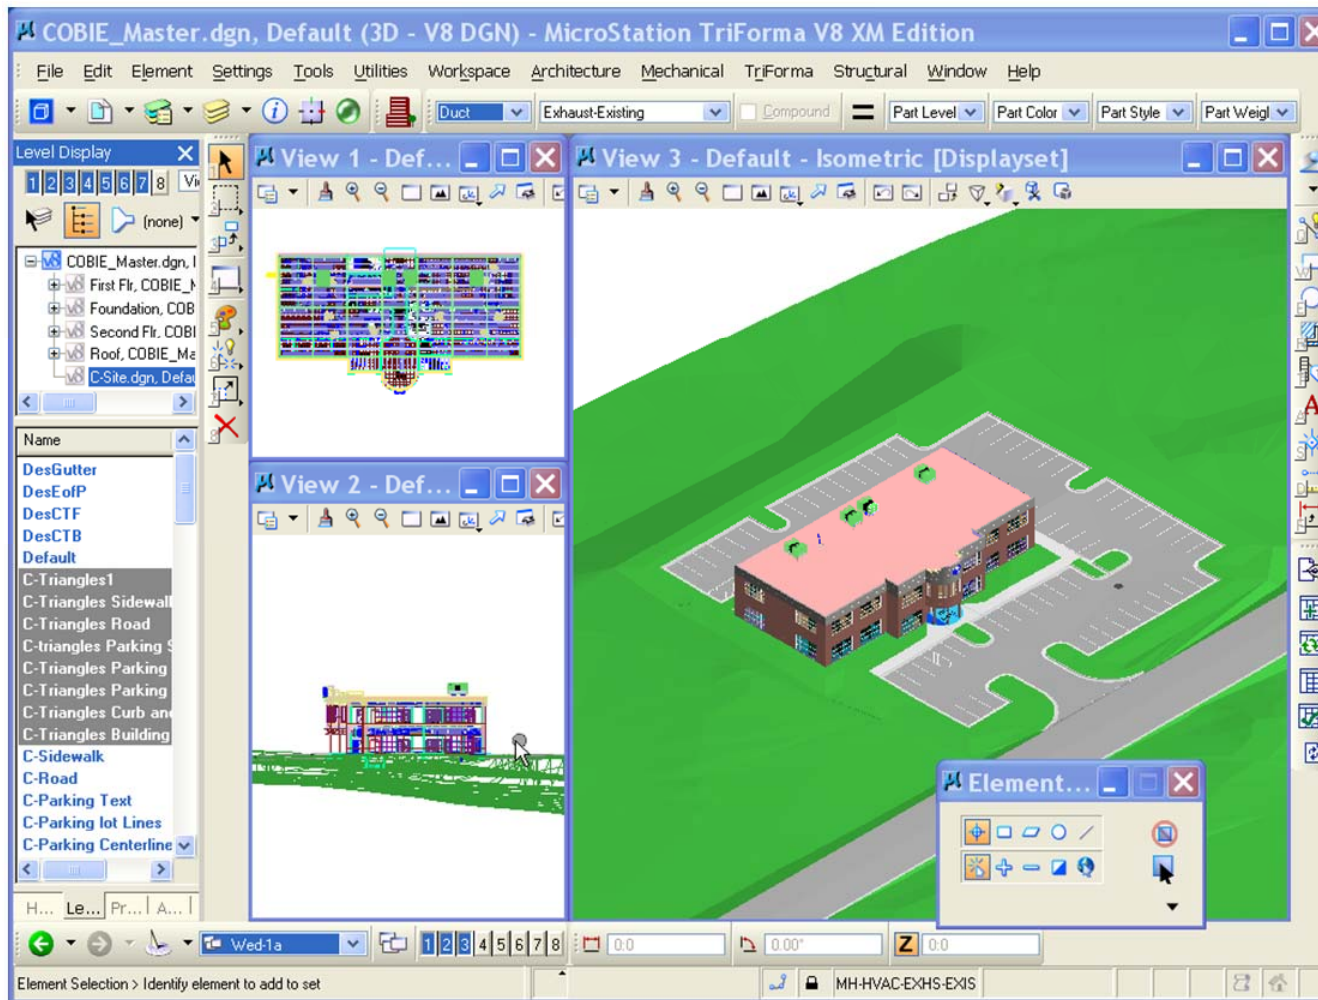 COBIE_Master.dgn, Default (3D - V8 DGN) - MicroStation TriForma V8 XM Edition
File Edit Element Settings Tools Utilities Workspace Architecture Mechanical TriForma Structural Window Help
Duct Exhaust-Existing Compound Part Level Part Color Part Style Part Weigl
Level Display
1 2 3 4 5 6 7 8
(none)
COBIE_Master.dgn,
First Flr, COBIE_M
Foundation, COB
Second Flr, COBI
Roof, COBIE_Ma
C-Site.dgn, Defau
Name
DesGutter
DesEofP
DesCTF
DesCTB
Default
C-Triangles1
C-Triangles Sidewall
C-Triangles Road
C-triangles Parking S
C-Triangles Parking
C-Triangles Parking
C-Triangles Curb and
C-Triangles Building
C-Sidewalk
C-Road
C-Parking Text
C-Parking lot Lines
C-Parking Centerline
H... Le... Pr... A...
View 1 - Def...
View 2 - Def...
View 3 - Default - Isometric [Displayset]
Element...
Wed-1a 1 2 3 4 5 6 7 8 0:0 0.00° Z 0:0
Element Selection > Identify element to add to set MH-HVAC-EXHS-EXIS